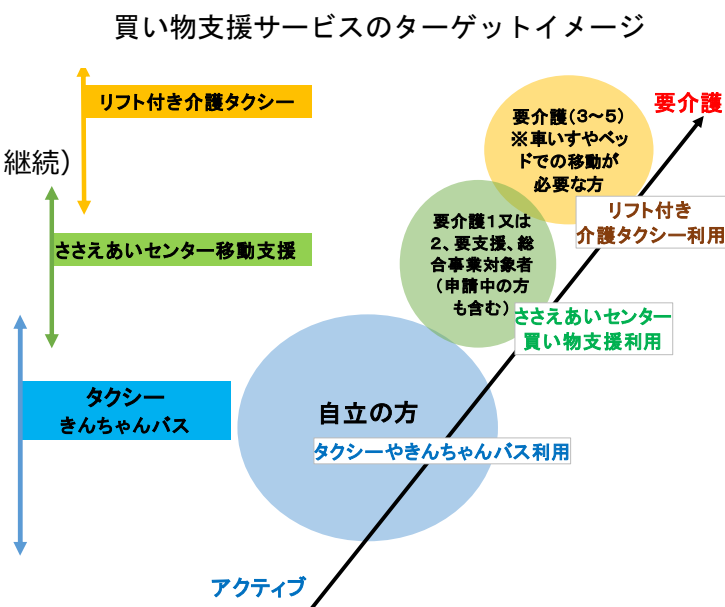 買い物支援サービスのターゲットイメージ
リフト付き介護タクシー
継続）
ささえあいセンター移動支援
タクシー
きんちゃんバス
要介護
要介護（３～５）
※車いすやベッ
ドでの移動が
必要な方
リフト付き
介護タクシー利用
要介護１又は
２、要支援、総
合事業対象者
（申請中の方
も含む）
ささえあいセンター
買い物支援利用
自立の方
タクシーやきんちゃんバス利用
アクティブ